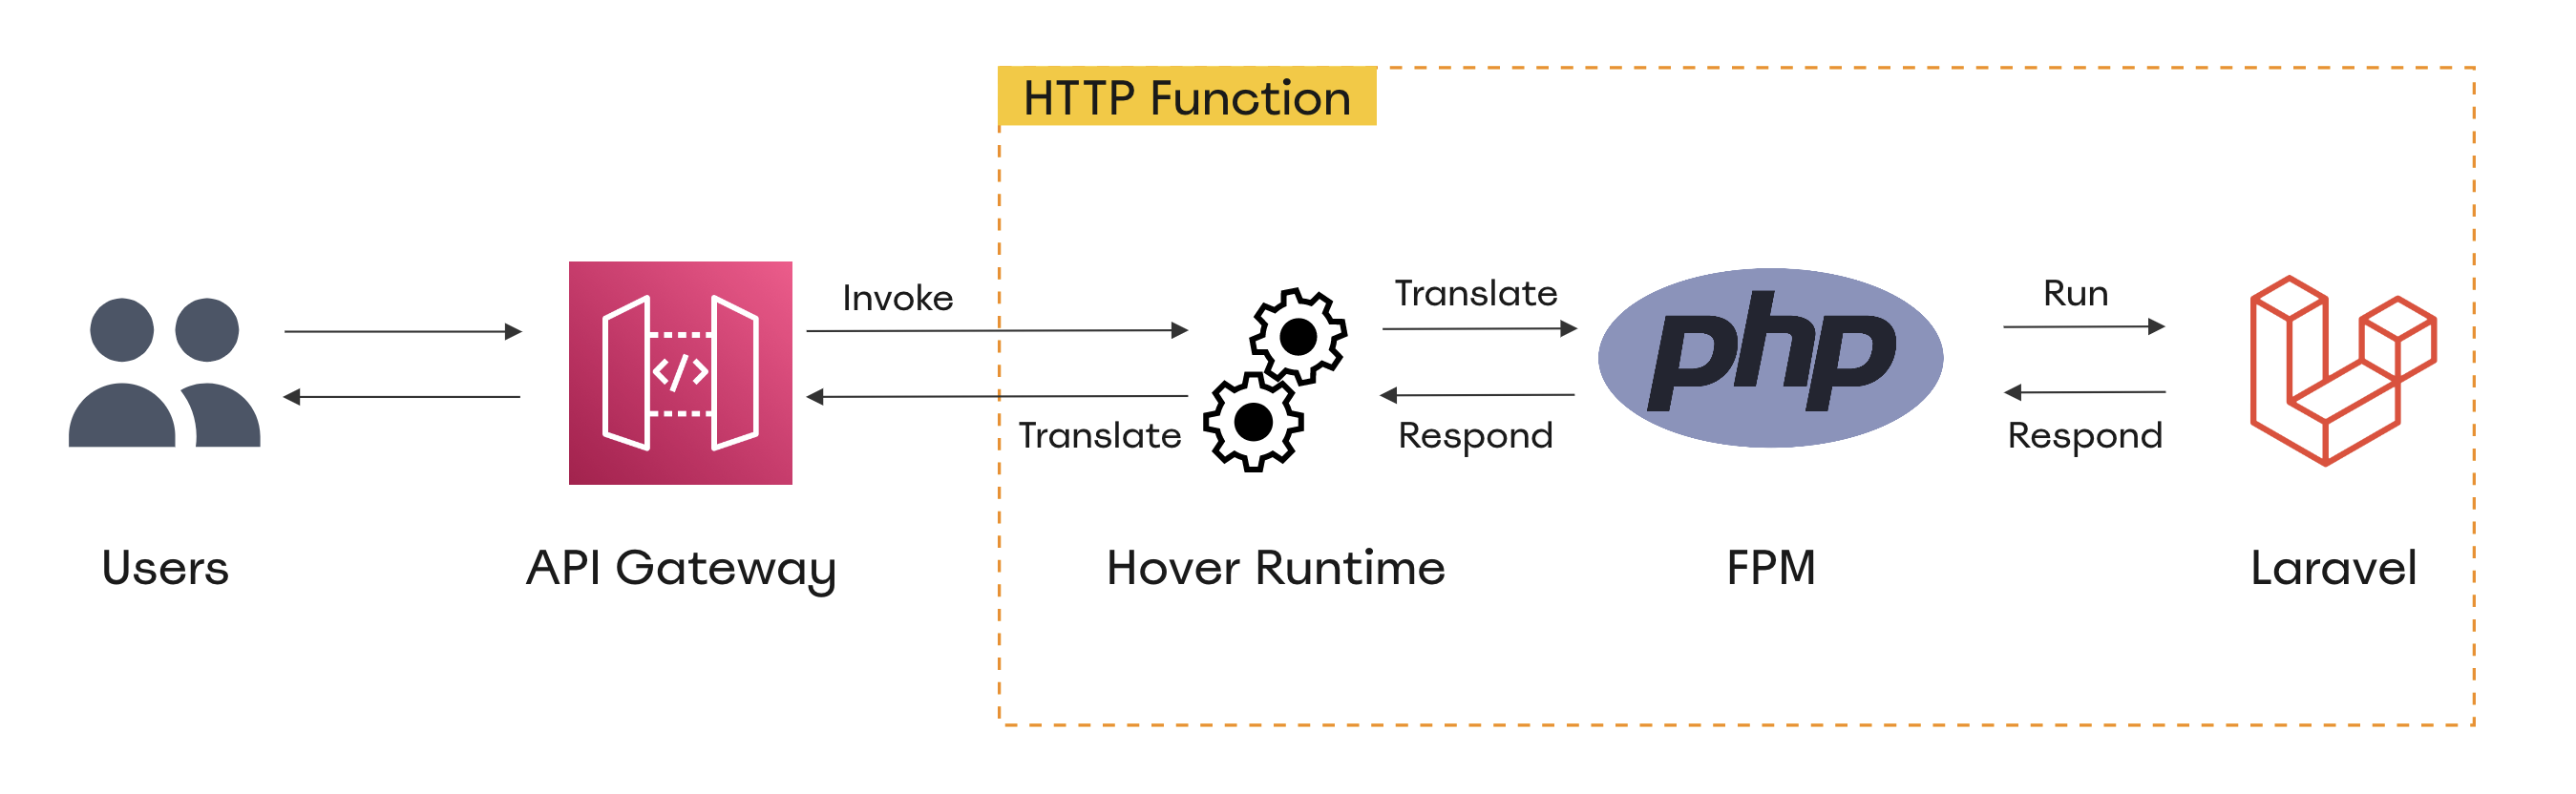 HTTP Function
Invoke
Translate
Run
php
Translate
Respond
Respond
Users
API Gateway
Hover Runtime
FPM
Laravel